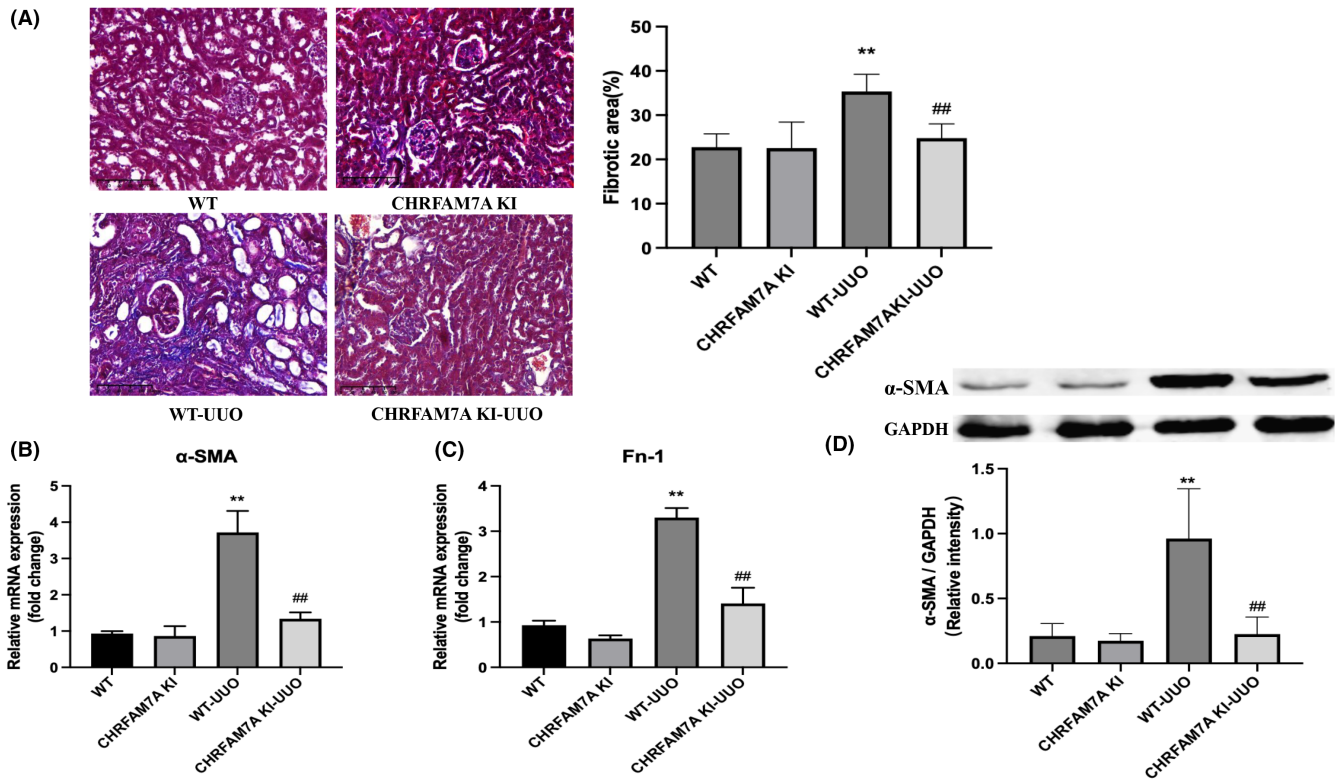 (A)
WT
CHRFAM7A KI
WT-UUO
CHRFAM7A KI-UUO
Fibrotic area(%)
50
40
30
20
10
0
**
##
WT
CHRFAM7A KI
WT-UUO
CHRFAM7AKI-UUO
(B)
α-SMA
Relative mRNA expression
(fold change)
5
4
3
2
1
0
**
##
WT
CHRFAM7A KI
WT-UUO
CHRFAM7A KI-UUO
(C)
Fn-1
Relative mRNA expression
(fold change)
4
3
2
1
0
**
##
WT
CHRFAM7A KI
WT-UUO
CHRFAM7A KI-UUO
α-SMA
GAPDH
(D)
α-SMA / GAPDH
(Relative intensity)
1.5
1.0
0.5
0.0
**
##
WT
CHRFAM7A KI
WT-UUO
CHRFAM7A KI-UUO